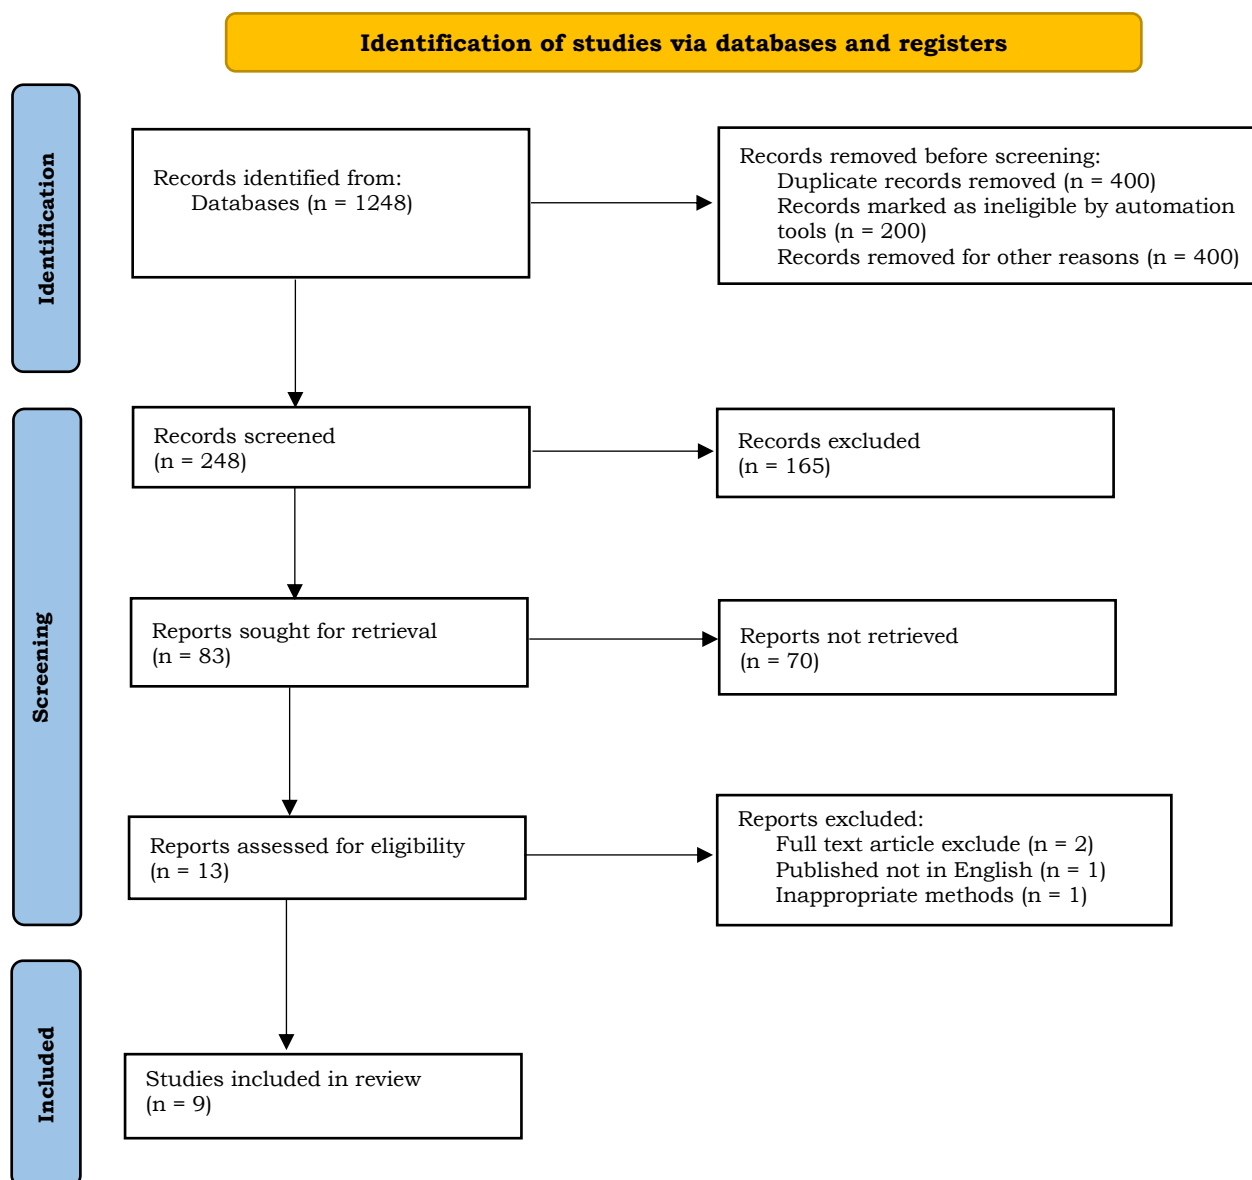 Identification of studies via databases and registers
Identification
Records identified from:
Databases (n = 1248)
Records removed before screening:
Duplicate records removed (n = 400)
Records marked as ineligible by automation
tools (n = 200)
Records removed for other reasons (n = 400)
Screening
Records screened
(n = 248)
Records excluded
(n = 165)
Reports sought for retrieval
(n = 83)
Reports not retrieved
(n = 70)
Reports assessed for eligibility
(n = 13)
Reports excluded:
Full text article exclude (n = 2)
Published not in English (n = 1)
Inappropriate methods (n = 1)
Included
Studies included in review
(n = 9)